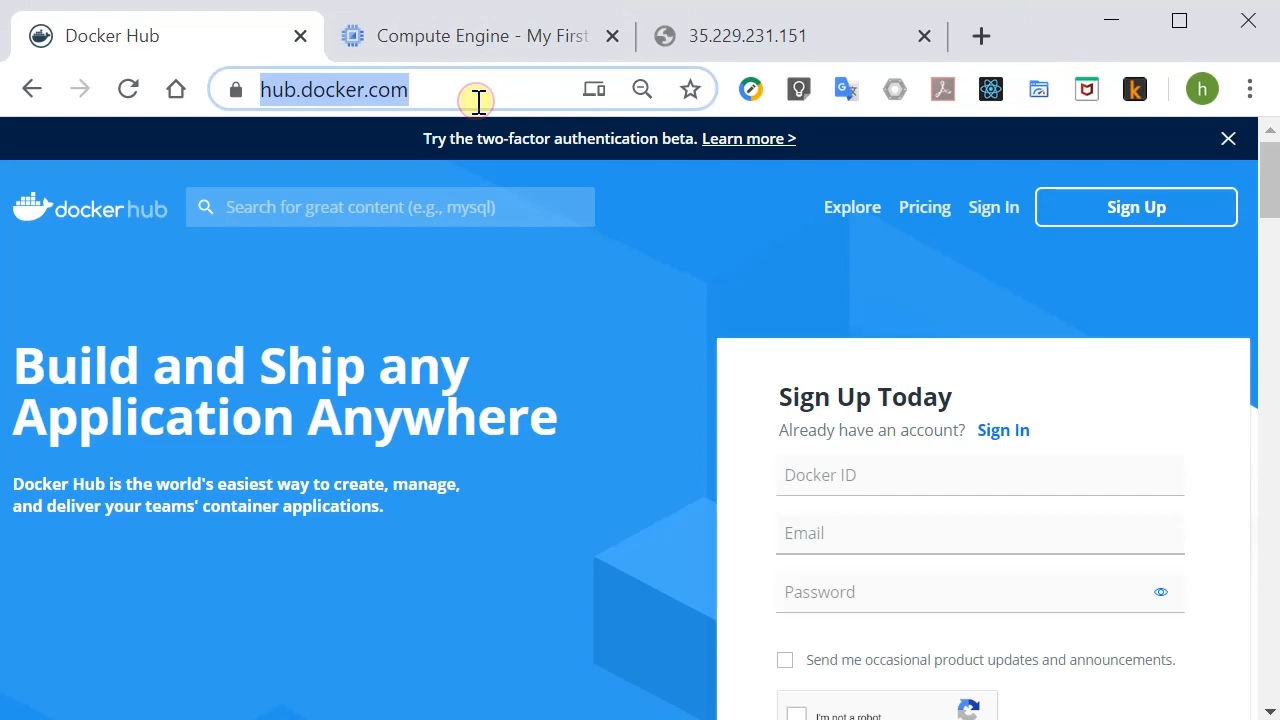 Docker Hub
Compute Engine - My First
35.229.231.151
hub.docker.com
h
Try the two-factor authentication beta. Learn more >
docker hub
Search for great content (e.g., mysql)
Explore
Pricing
Sign In
Sign Up
Build and Ship any
Application Anywhere
Docker Hub is the world's easiest way to create, manage,
and deliver your teams' container applications.
Sign Up Today
Already have an account? Sign In
Docker ID
Email
Password
Send me occasional product updates and announcements.
I'm not a robot